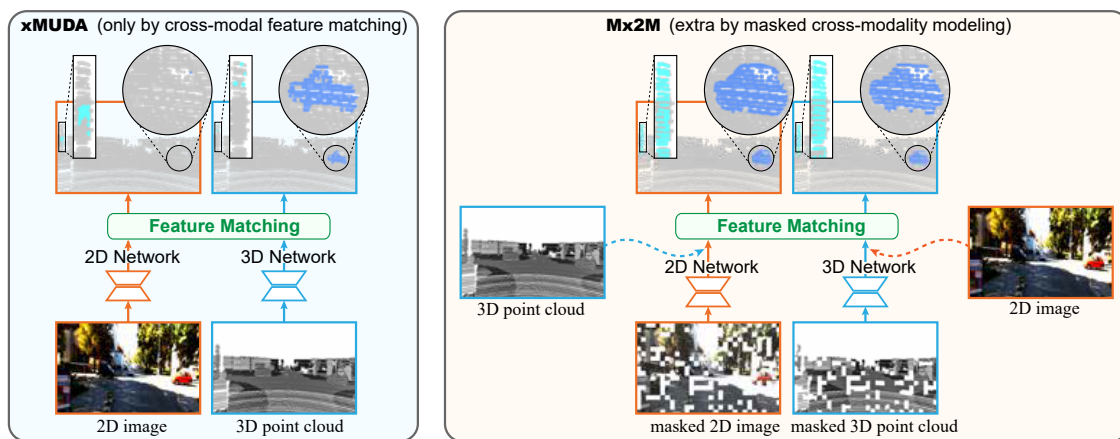 xMUDA (only by cross-modal feature matching)
Feature Matching
2D Network
3D Network
2D image
3D point cloud
Mx2M (extra by masked cross-modality modeling)
Feature Matching
2D Network
3D Network
3D point cloud
2D image
masked 2D image
masked 3D point cloud